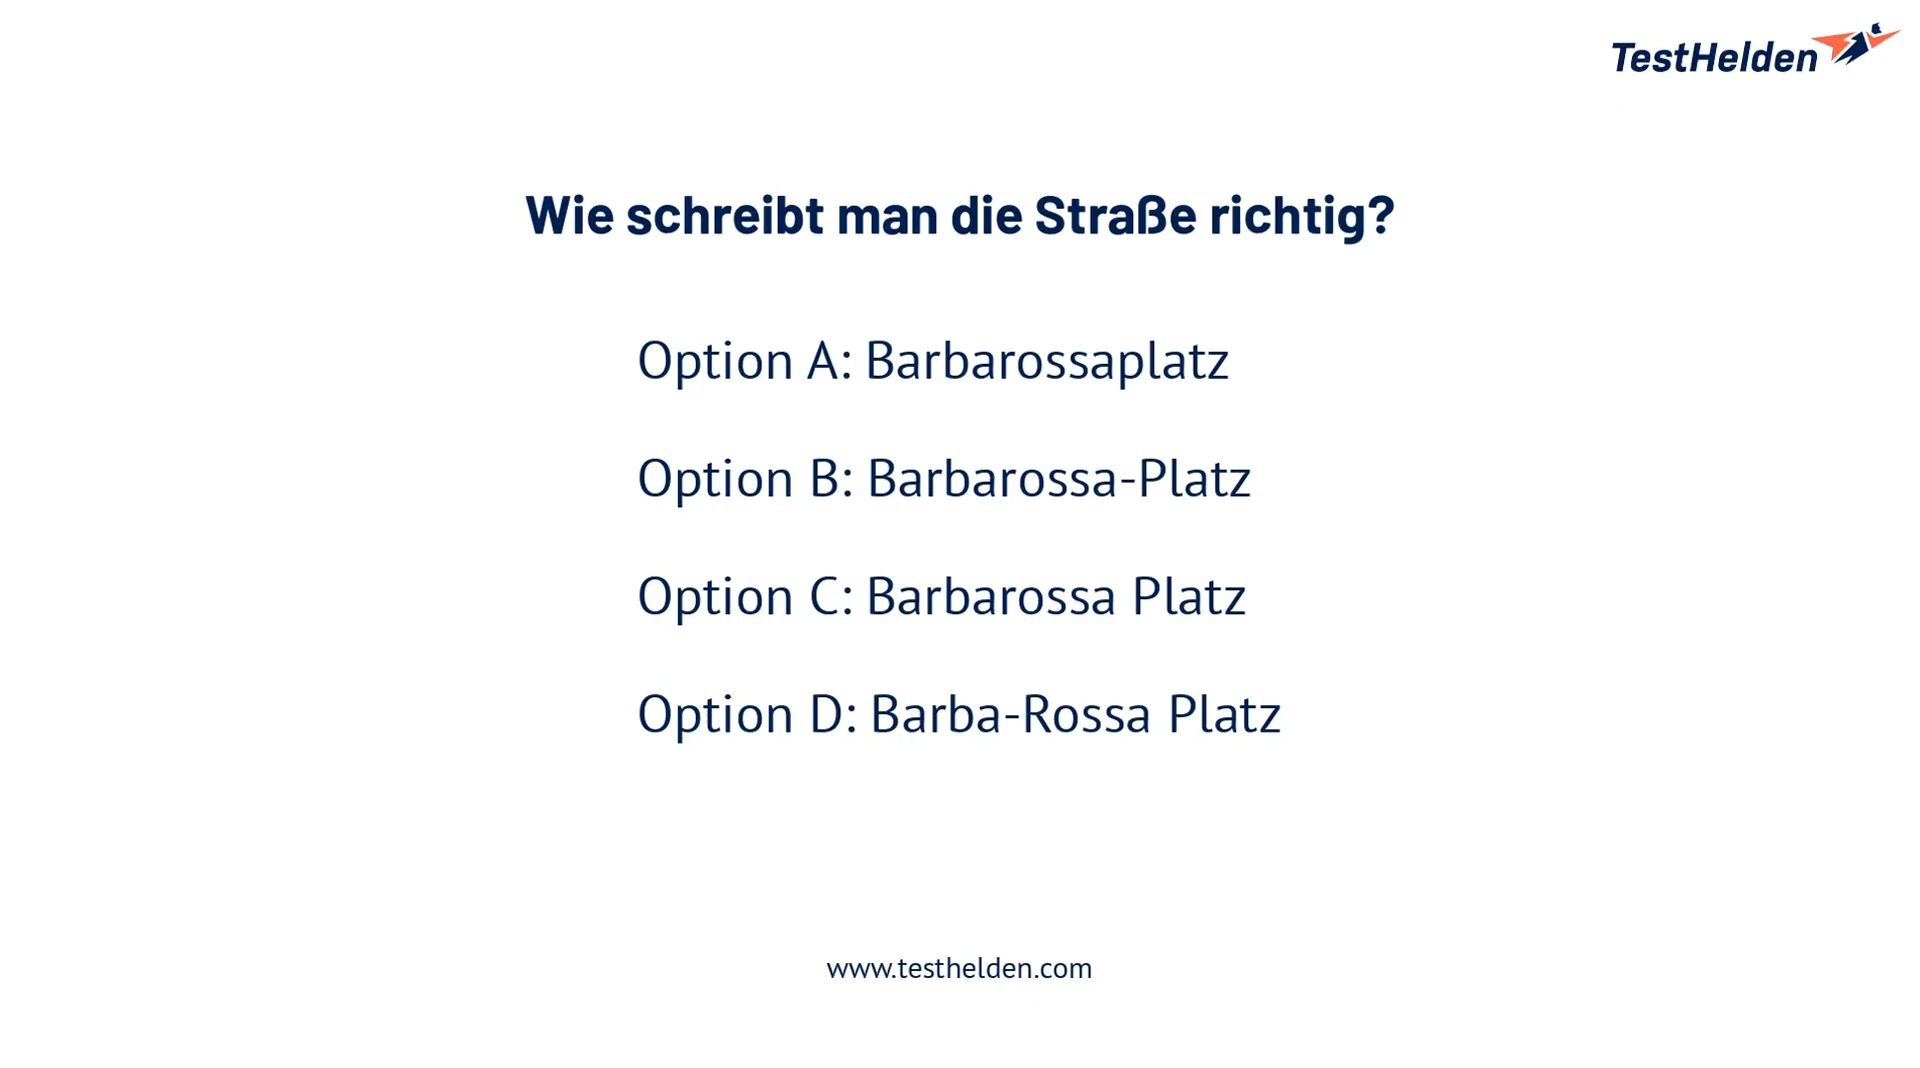 TestHelden
Wie schreibt man die Straße richtig?
Option A: Barbarossaplatz
Option B: Barbarossa-Platz
Option C: Barbarossa Platz
Option D: Barba-Rossa Platz
www.testhelden.com